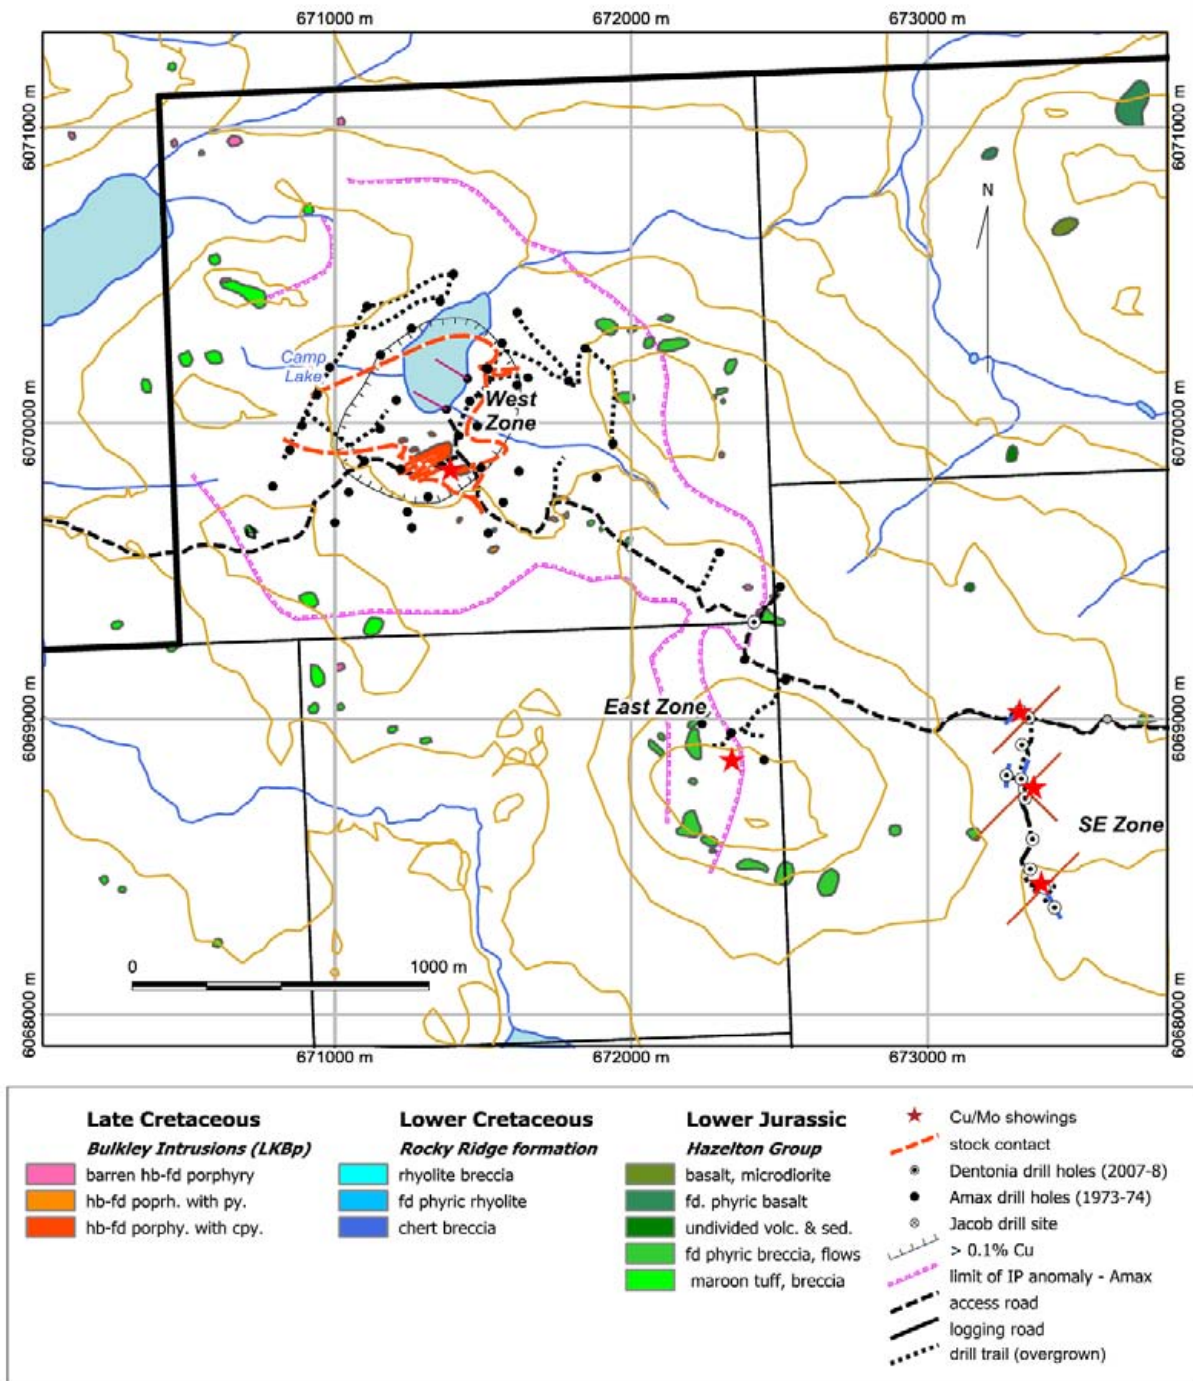 671000 m
672000 m
673000 m
6071000 m
6071000 m
N
Camp
Lake
West
Zone
6070000 m
6070000 m
East Zone
6069000 m
6069000 m
SE Zone
0
1000 m
6068000 m
6068000 m
671000 m
672000 m
673000 m
Late Cretaceous
Bulkley Intrusions (LKBp)
barren hb-fd porphyry
hb-fd poprh. with py.
hb-fd porphy. with cpy.
Lower Cretaceous
Rocky Ridge formation
rhyolite breccia
fd phyric rhyolite
chert breccia
Lower Jurassic
Hazelton Group
basalt, microdiorite
fd. phyric basalt
undivided volc. & sed.
fd phyric breccia, flows
maroon tuff, breccia
Cu/Mo showings
stock contact
Dentonia drill holes (2007-8)
Amax drill holes (1973-74)
Jacob drill site
> 0.1% Cu
limit of IP anomaly - Amax
access road
logging road
drill trail (overgrown)